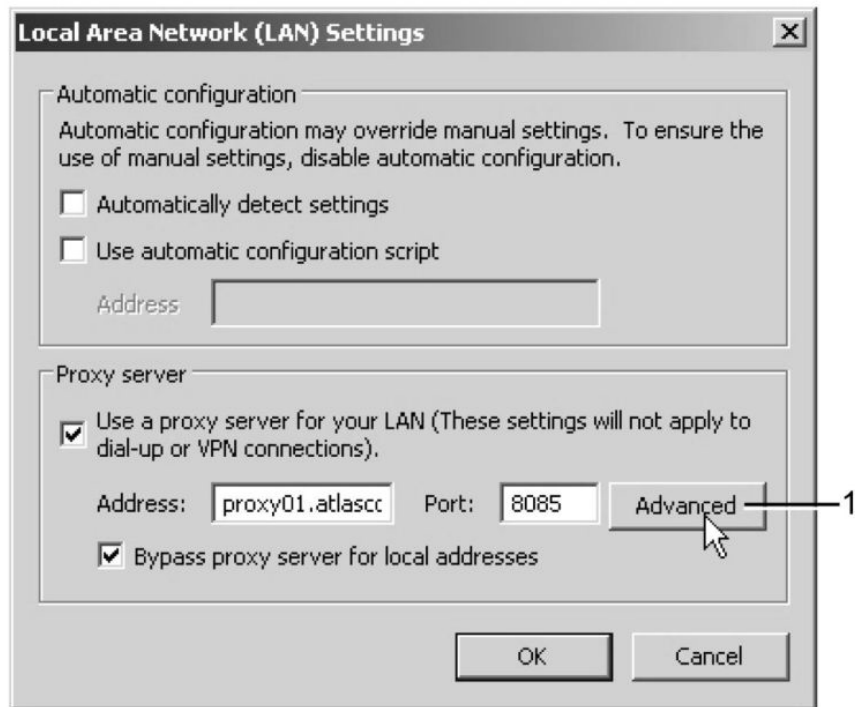 Local Area Network (LAN) Settings
Automatic configuration
Automatic configuration may override manual settings. To ensure the
use of manual settings, disable automatic configuration.
Automatically detect settings
Use automatic configuration script
Address
Proxy server
Use a proxy server for your LAN (These settings will not apply to
dial-up or VPN connections).
Address: proxy01.atlascc Port: 8085 Advanced 1
Bypass proxy server for local addresses
OK Cancel